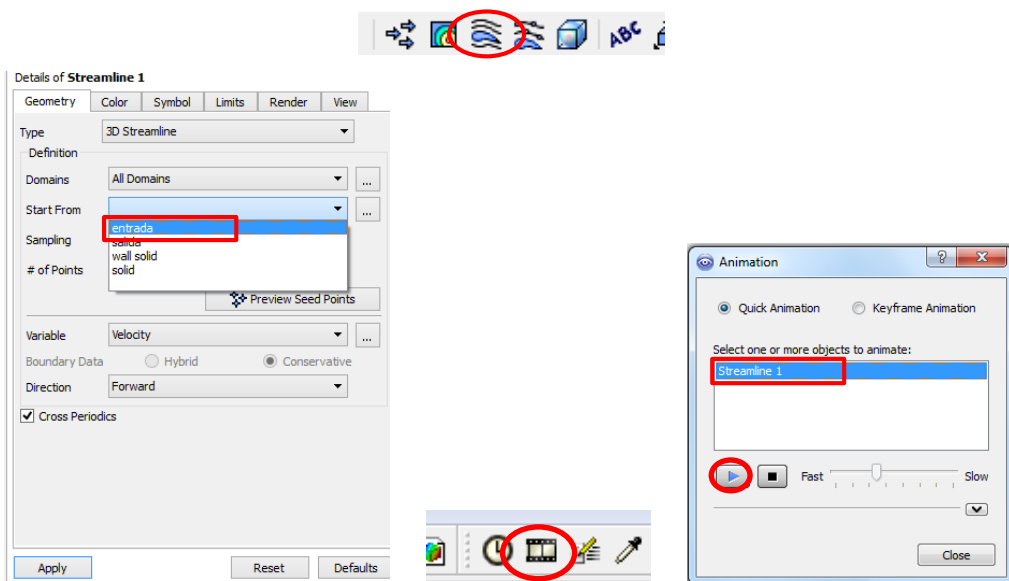 ABC
Details of Streamline 1
Geometry Color Symbol Limits Render View
Type 3D Streamline
Definition
Domains All Domains ...
Start From ...
entrada
Sampling salida
wall solid
# of Points solid
Preview Seed Points
Variable Velocity ...
Boundary Data Hybrid Conservative
Direction Forward
Cross Periodics
Apply Reset Defaults
Animation ? X
Quick Animation Keyframe Animation
Select one or more objects to animate:
Streamline 1
Fast Slow
Close